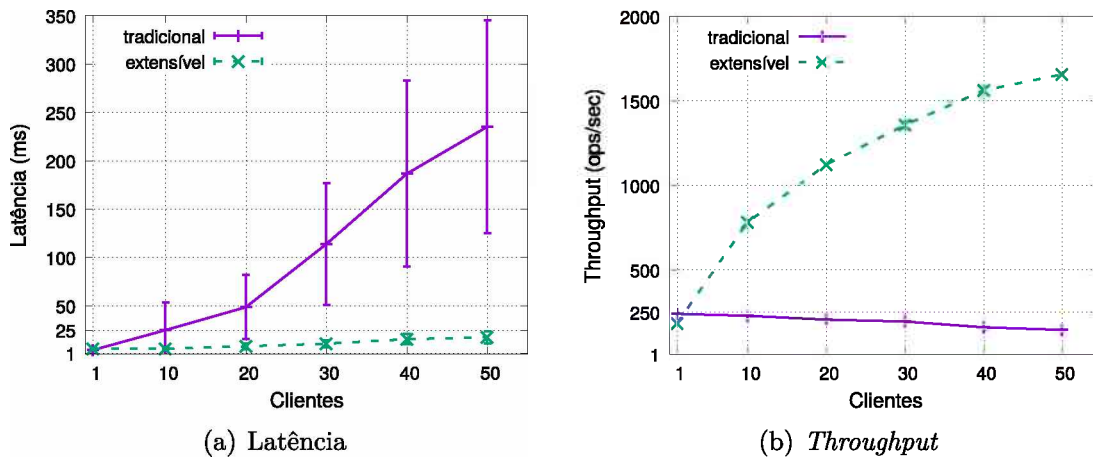 350
300
250
200
150
100
50
25
1
Latência (ms)
tradicional
extensível
1 10 20 30 40 50
Clientes
(a) Latência
2000
1500
1000
500
250
1
Throughput (ops/sec)
tradicional
extensível
1 10 20 30 40 50
Clientes
(b) Throughput